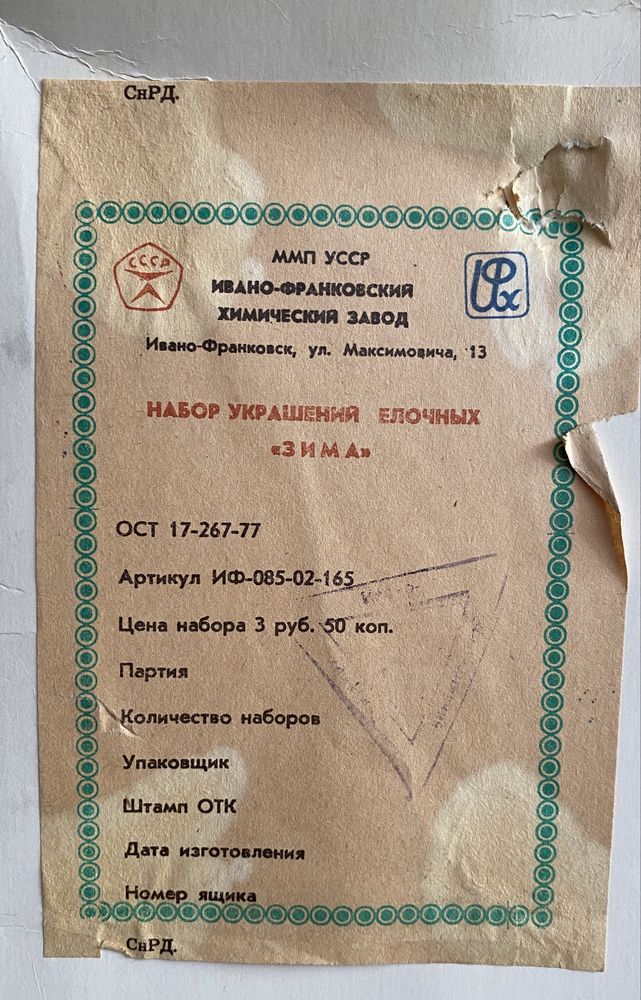 СнРД.
СССР
ММП УССР
ИВАНО-ФРАНКОВСКИЙ
ХИМИЧЕСКИЙ ЗАВОД
Ивано-Франковск, ул. Максимовича, 13
НАБОР УКРАШЕНИЙ ЕЛОЧНЫХ
«ЗИМА»
ОСТ 17-267-77
Артикул ИФ-085-02-165
Цена набора 3 руб. 50 коп.
Партия
Количество наборов
Упаковщик
Штамп ОТК
Дата изготовления
Номер ящика
СнРД.